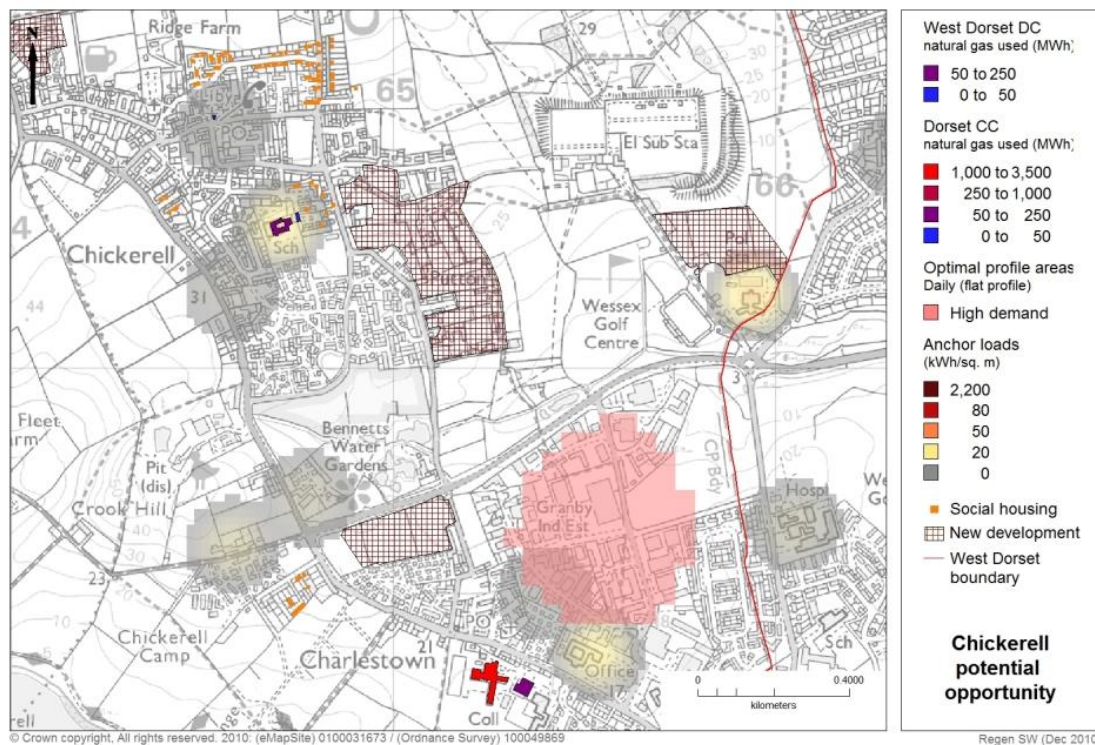 Ridge Farm
29
N
65
PO
El Sub Sta
66
Chickerell
Sch
Pol
31
44
Wessex
Golf
Centre
3
Fleet
Bennetts
Water
Gardens
Pit
(dis)
Crook Hill
CP Bdy
Hospl
Granby
Ind Est
23
Chickerell
Camp
Charlestown
21
PO
Office
17
Sch
Coll
0 0.4000
kilometers
© Crown copyright, All rights reserved. 2010: (eMapSite) 0100031673 / (Ordnance Survey) 100049869
West Dorset DC
natural gas used (MWh)
50 to 250
0 to 50
Dorset CC
natural gas used (MWh)
1,000 to 3,500
250 to 1,000
50 to 250
0 to 50
Optimal profile areas
Daily (flat profile)
High demand
Anchor loads
(kWh/sq. m)
2,200
80
50
20
0
Social housing
New development
West Dorset
boundary
Chickerell
potential
opportunity
Regen SW (Dec 2010